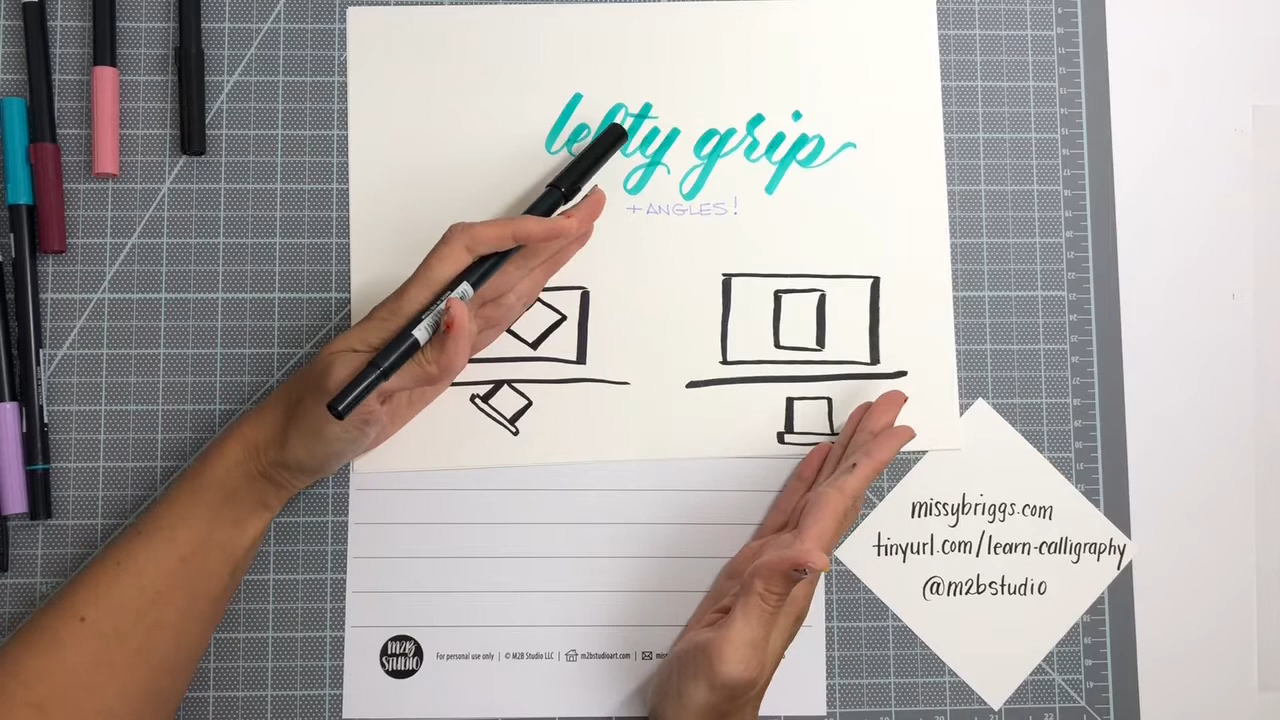 lefty grip
+ ANGLES!
missybriggs.com
tinyurl.com/learn-calligraphy
@m2bstudio
M2B
STUDIO
For personal use only | © M2B Studio LLC | m2bstudioart.com |